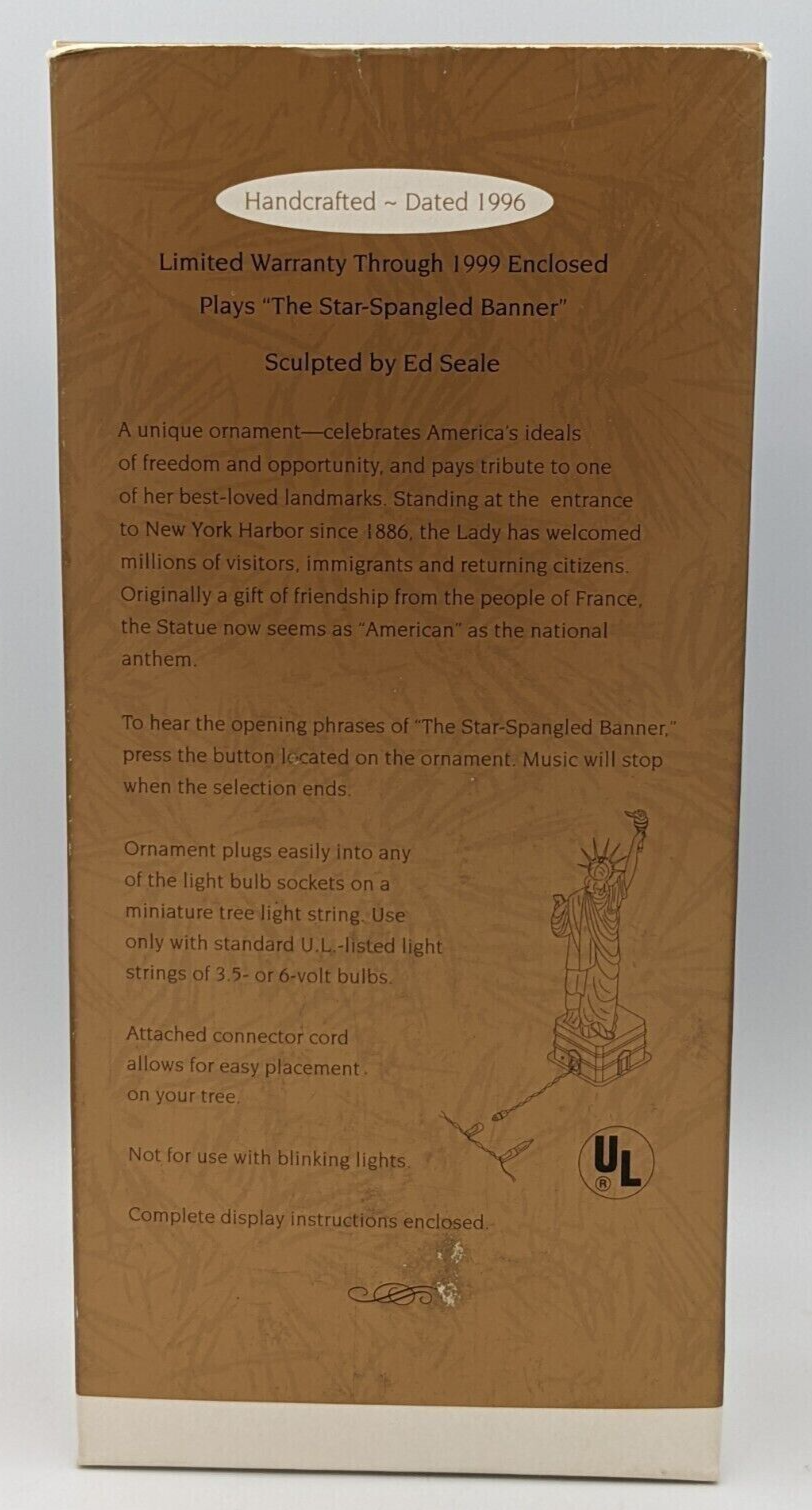 Handcrafted ~ Dated 1996
Limited Warranty Through 1999 Enclosed
Plays “The Star-Spangled Banner”
Sculpted by Ed Seale
A unique ornament—celebrates America's ideals
of freedom and opportunity, and pays tribute to one
of her best-loved landmarks. Standing at the entrance
to New York Harbor since 1886, the Lady has welcomed
millions of visitors, immigrants and returning citizens.
Originally a gift of friendship from the people of France,
the Statue now seems as “American” as the national
anthem.
To hear the opening phrases of “The Star-Spangled Banner,”
press the button located on the ornament. Music will stop
when the selection ends.
Ornament plugs easily into any
of the light bulb sockets on a
miniature tree light string. Use
only with standard U.L.-listed light
strings of 3.5- or 6-volt bulbs.
Attached connector cord
allows for easy placement
on your tree.
Not for use with blinking lights.
UL
®
Complete display instructions enclosed.